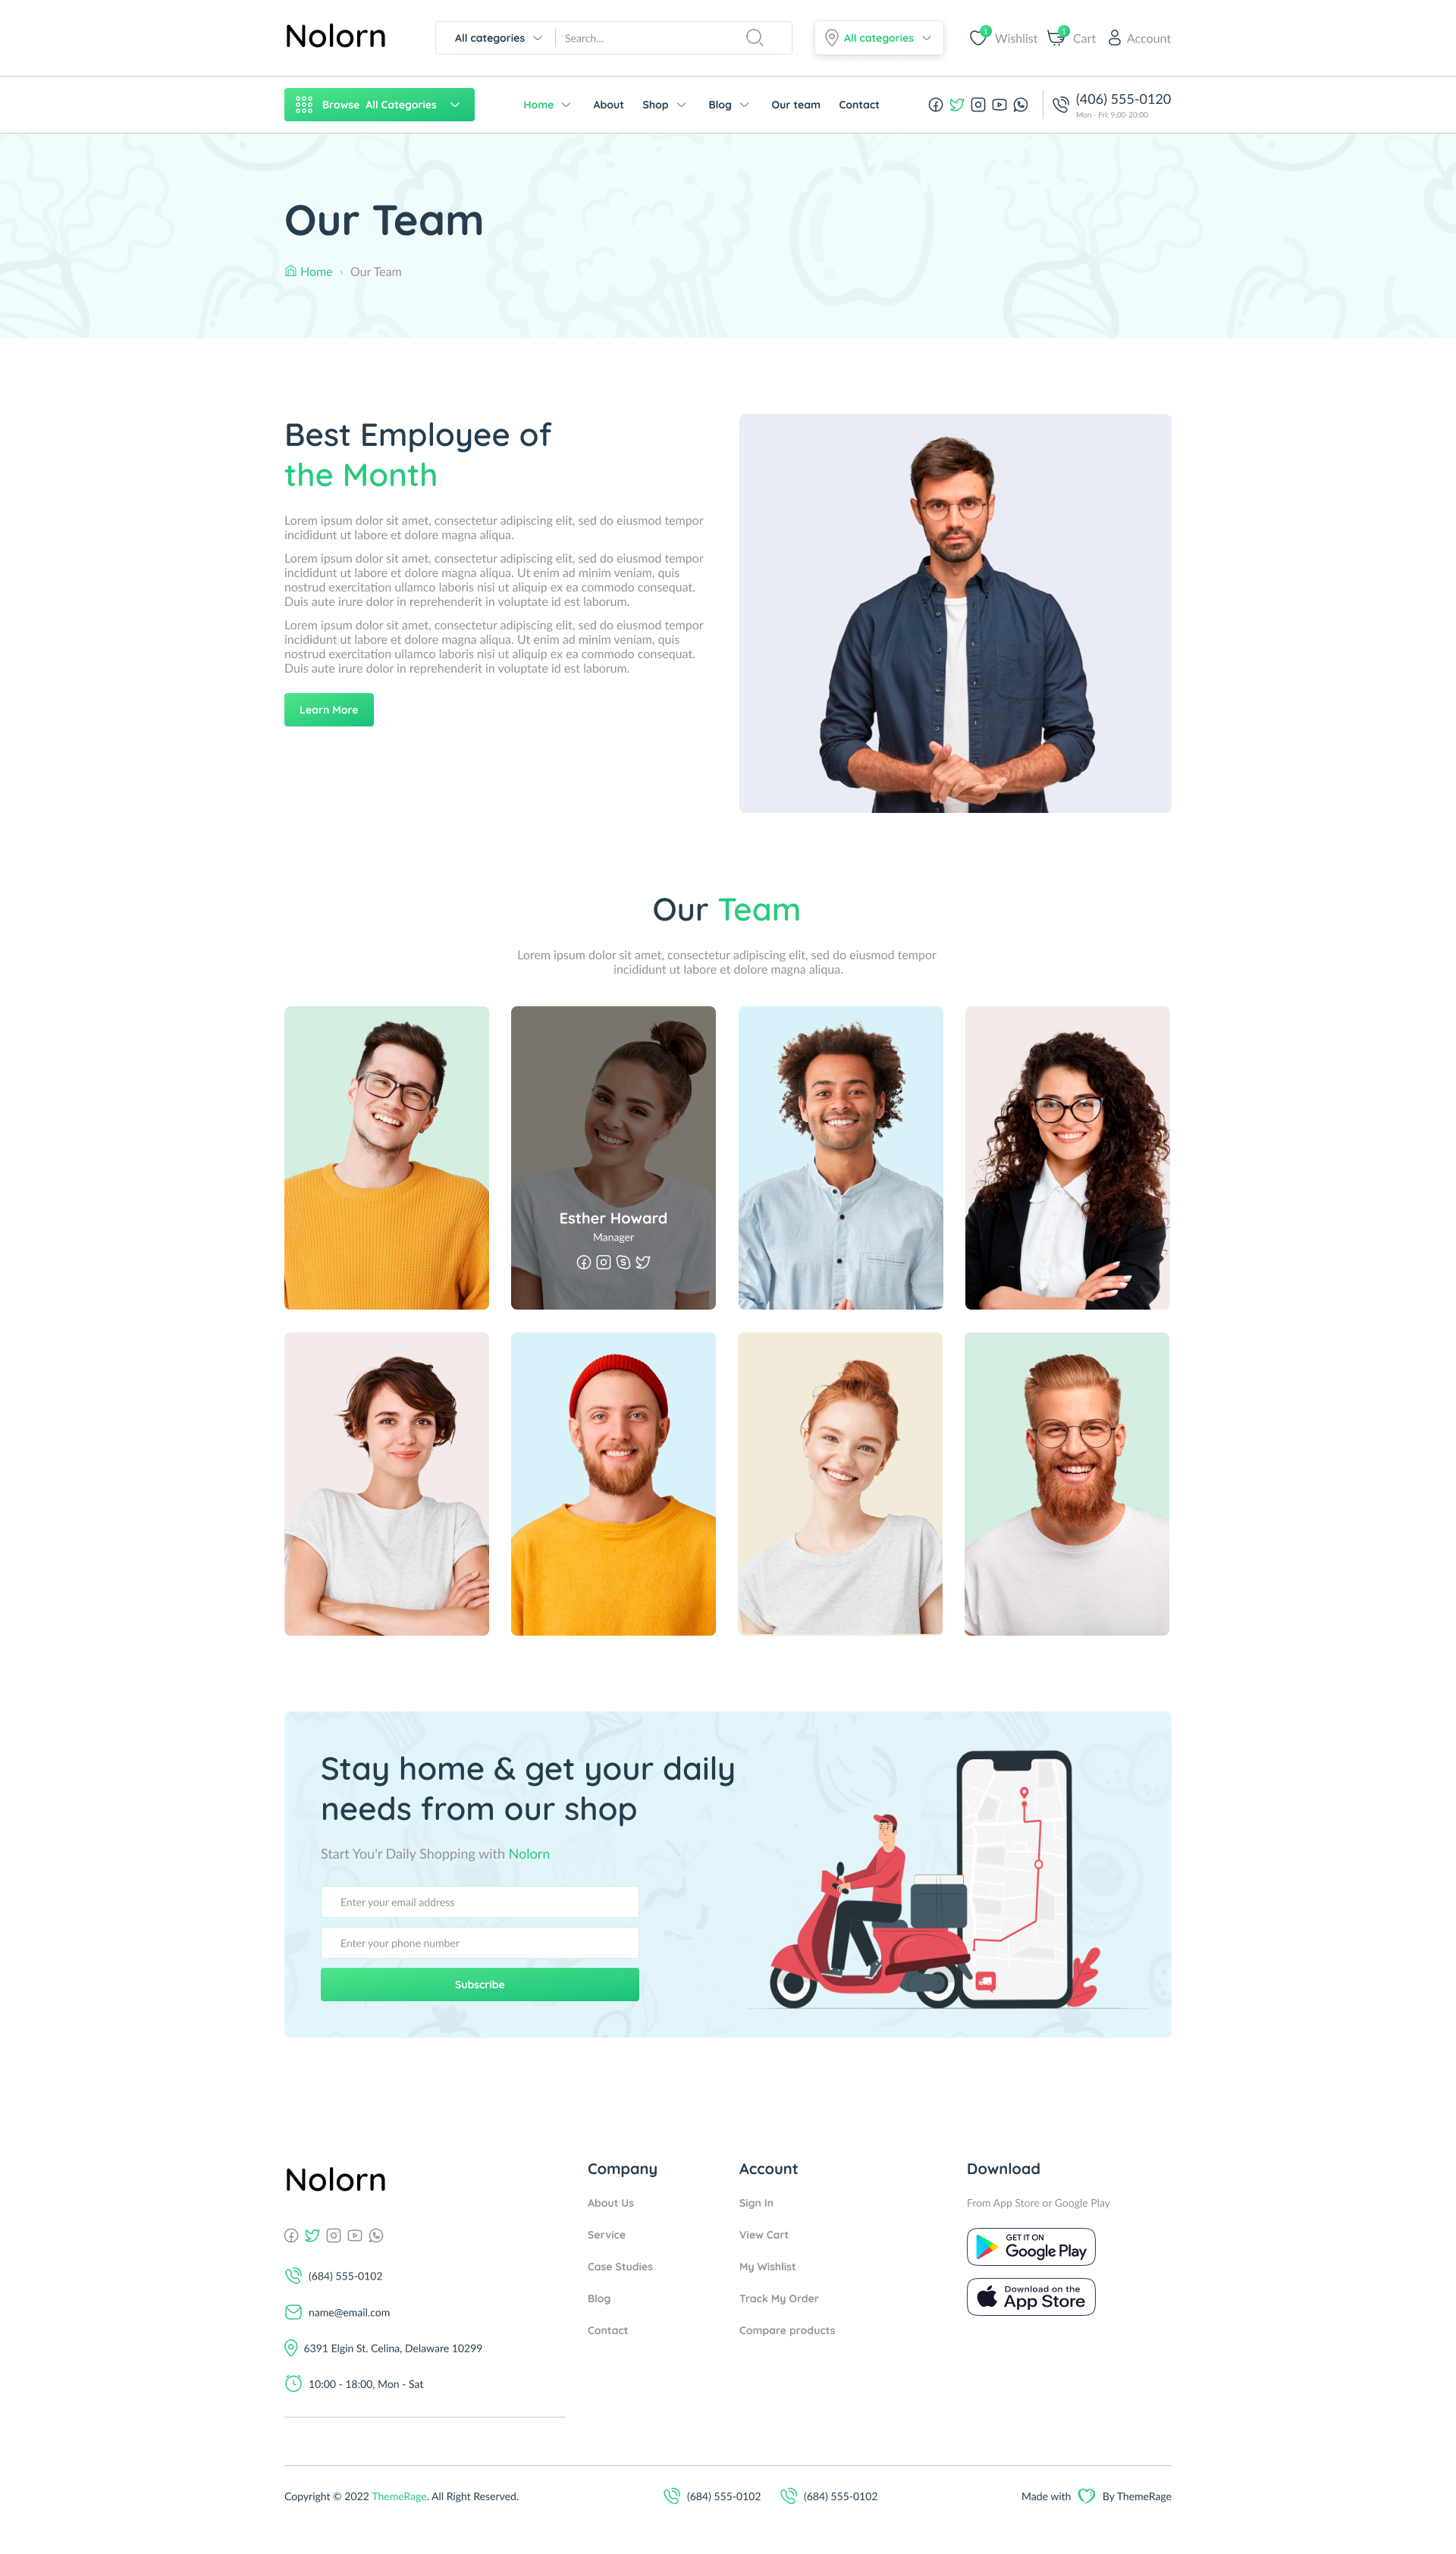 Nolorn
All categories
Search...
All categories
1
Wishlist
1
Cart
Account
Browse All Categories
Home
About
Shop
Blog
Our team
Contact
(406) 555-0120
Mon - Fri: 9:00-20:00
Our Team
Home › Our Team
Best Employee of
the Month
Lorem ipsum dolor sit amet, consectetur adipiscing elit, sed do eiusmod tempor
incididunt ut labore et dolore magna aliqua.
Lorem ipsum dolor sit amet, consectetur adipiscing elit, sed do eiusmod tempor
incididunt ut labore et dolore magna aliqua. Ut enim ad minim veniam, quis
nostrud exercitation ullamco laboris nisi ut aliquip ex ea commodo consequat.
Duis aute irure dolor in reprehenderit in voluptate id est laborum.
Lorem ipsum dolor sit amet, consectetur adipiscing elit, sed do eiusmod tempor
incididunt ut labore et dolore magna aliqua. Ut enim ad minim veniam, quis
nostrud exercitation ullamco laboris nisi ut aliquip ex ea commodo consequat.
Duis aute irure dolor in reprehenderit in voluptate id est laborum.
Learn More
Our Team
Lorem ipsum dolor sit amet, consectetur adipiscing elit, sed do eiusmod tempor
incididunt ut labore et dolore magna aliqua.
Esther Howard
Manager
Stay home & get your daily
needs from our shop
Start You'r Daily Shopping with Nolorn
Enter your email address
Enter your phone number
Subscribe
Nolorn
(684) 555-0102
name@email.com
6391 Elgin St. Celina, Delaware 10299
10:00 - 18:00, Mon - Sat
Company
About Us
Service
Case Studies
Blog
Contact
Account
Sign In
View Cart
My Wishlist
Track My Order
Compare products
Download
From App Store or Google Play
GET IT ON
Google Play
Download on the
App Store
Copyright © 2022 ThemeRage. All Right Reserved.
(684) 555-0102
(684) 555-0102
Made with
By ThemeRage